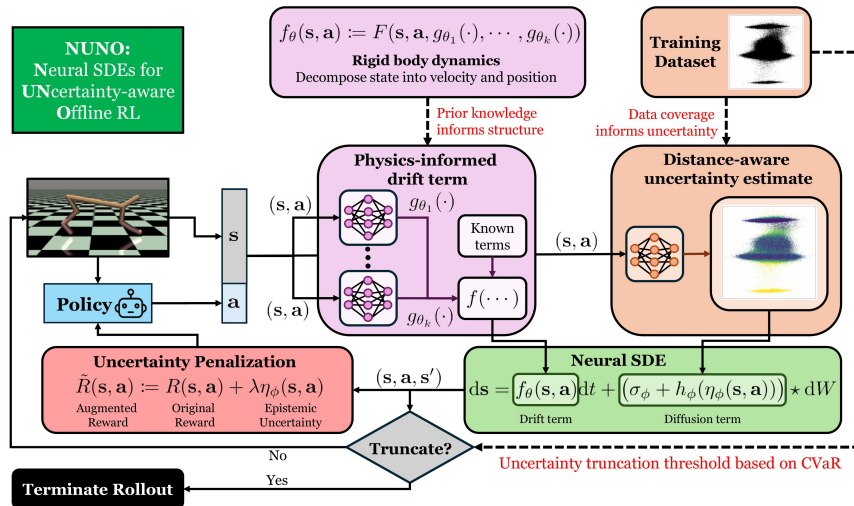 NUNO:
Neural SDEs for
UNcertainty-aware
Offline RL
f_θ(s, a) := F(s, a, g_θ₁(·), ⋯, g_θₖ(·))
Rigid body dynamics
Decompose state into velocity and position
Training
Dataset
Prior knowledge
informs structure
Data coverage
informs uncertainty
Physics-informed
drift term
Distance-aware
uncertainty estimate
(s, a)
g_θ₁(·)
s
Known
terms
(s, a)
a
Policy
(s, a)
g_θₖ(·)
f(⋯)
Uncertainty Penalization
R̃(s, a) := R(s, a) + λη_ϕ(s, a)
Augmented
Reward
Original
Reward
Epistemic
Uncertainty
(s, a, s′)
Neural SDE
ds = f_θ(s, a)dt + (σ_ϕ + h_ϕ(η_ϕ(s, a))) ⋆ dW
Drift term
Diffusion term
Truncate?
No
Yes
Uncertainty truncation threshold based on CVaR
Terminate Rollout